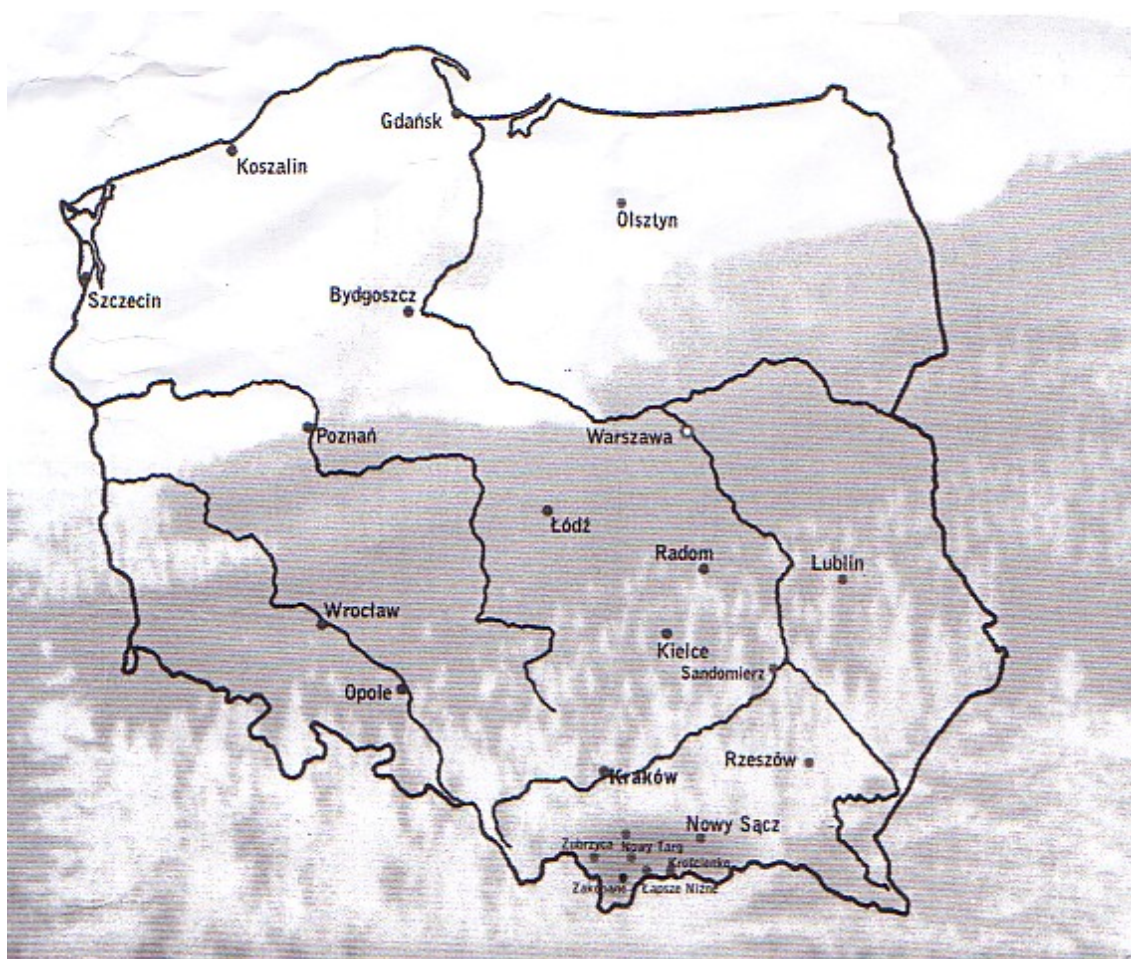 Gdańsk
Koszalin
Olsztyn
Szczecin
Bydgoszcz
Poznań
Warszawa
Łódź
Radom
Lublin
Wrocław
Kielce
Sandomierz
Opole
Rzeszów
Kraków
Nowy Sącz
Zubrzyca
Nowy Targ
Krościenko
Zakopane
Łapsze Niżne